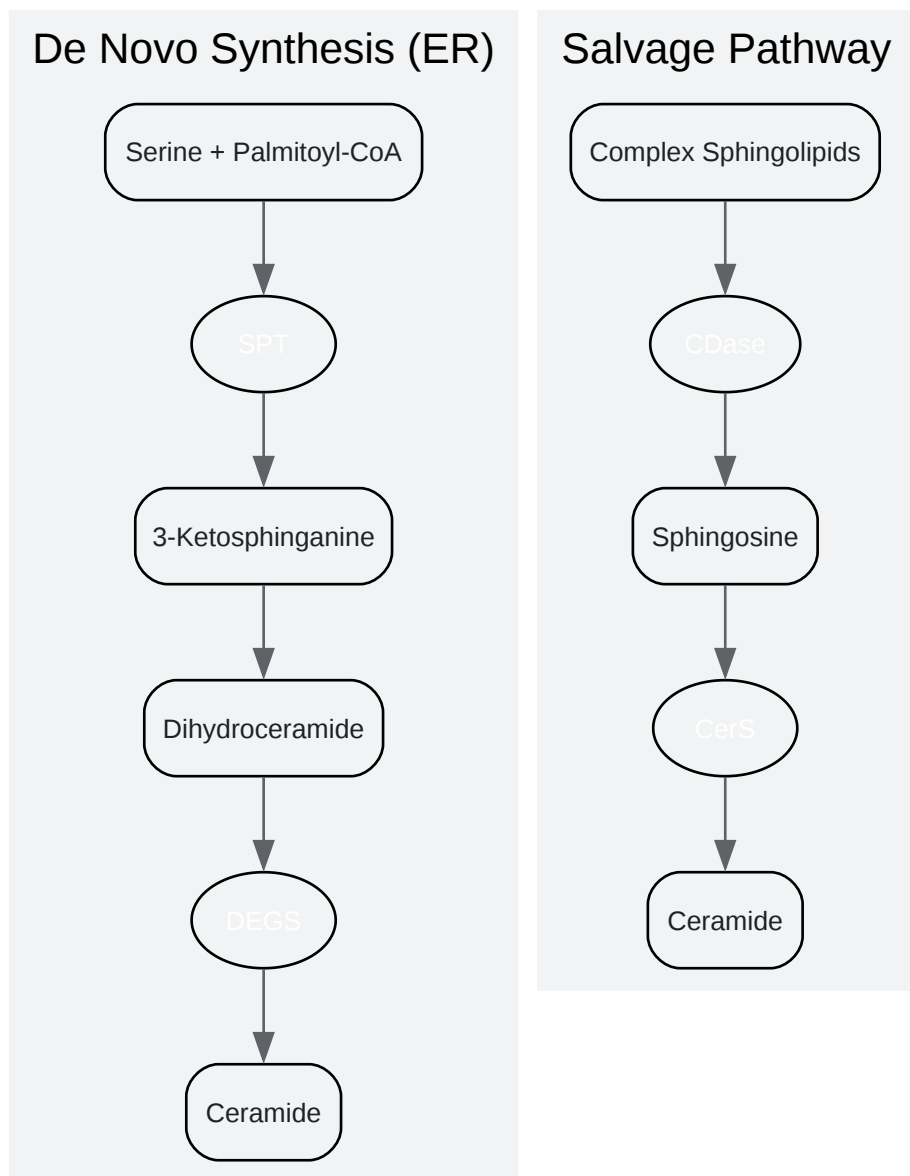 De Novo Synthesis (ER)
Serine + Palmitoyl-CoA
SPT
3-Ketosphinganine
Dihydroceramide
DEGS
Ceramide
Salvage Pathway
Complex Sphingolipids
CDase
Sphingosine
CerS
Ceramide